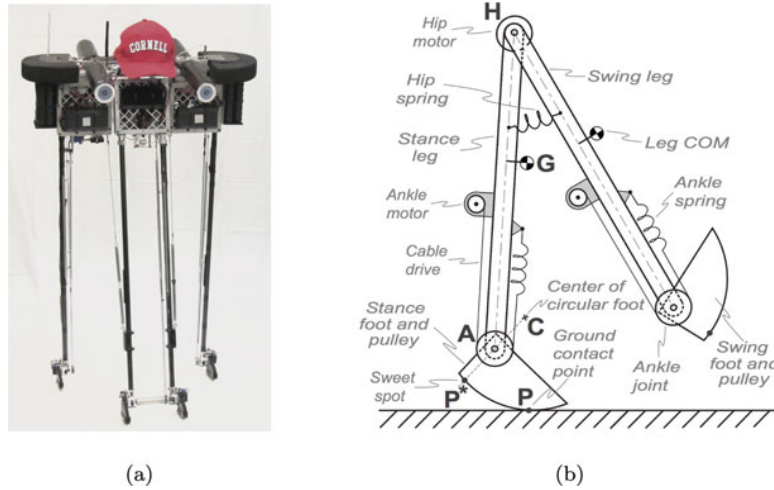 CORNELL
H
Hip
motor
Swing leg
Hip
spring
Stance
leg
Leg COM
G
Ankle
motor
Ankle
spring
Cable
drive
Center of
circular foot
Stance
foot and
pulley
A
C
Ground
contact
point
Sweet
spot
P*
P
Ankle
joint
Swing
foot and
pulley
(a)
(b)